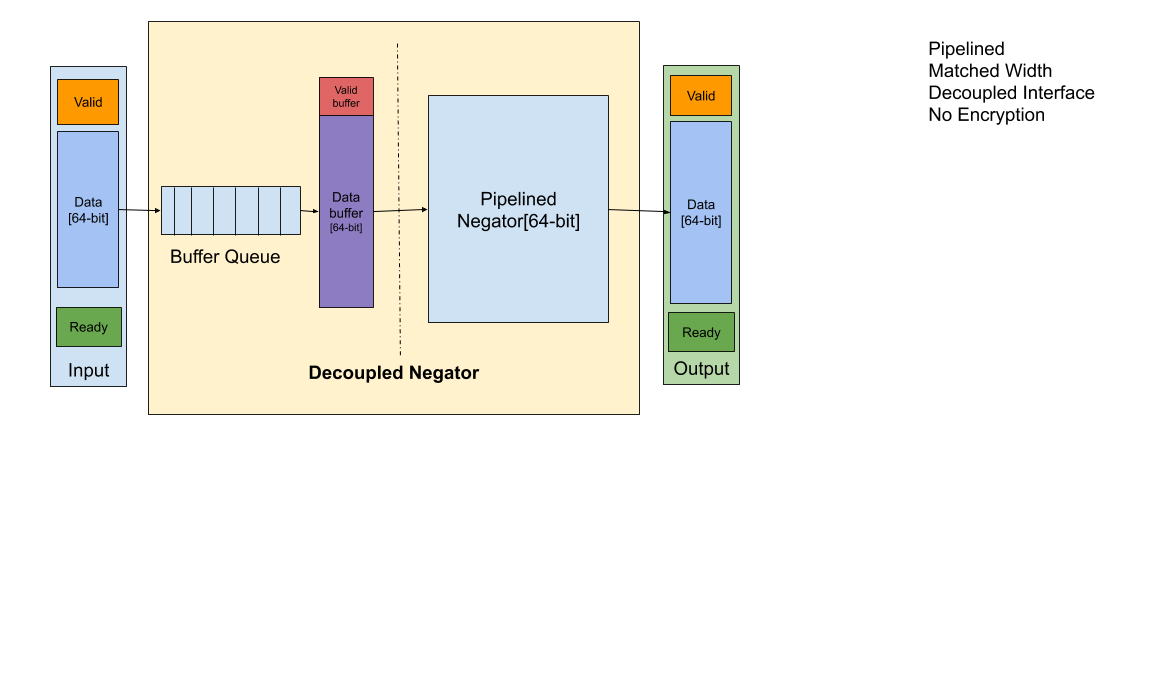 Valid
Data
[64-bit]
Ready
Input
Buffer Queue
Valid
buffer
Data
buffer
[64-bit]
Decoupled Negator
Pipelined
Negator[64-bit]
Valid
Data
[64-bit]
Ready
Output
Pipelined
Matched Width
Decoupled Interface
No Encryption